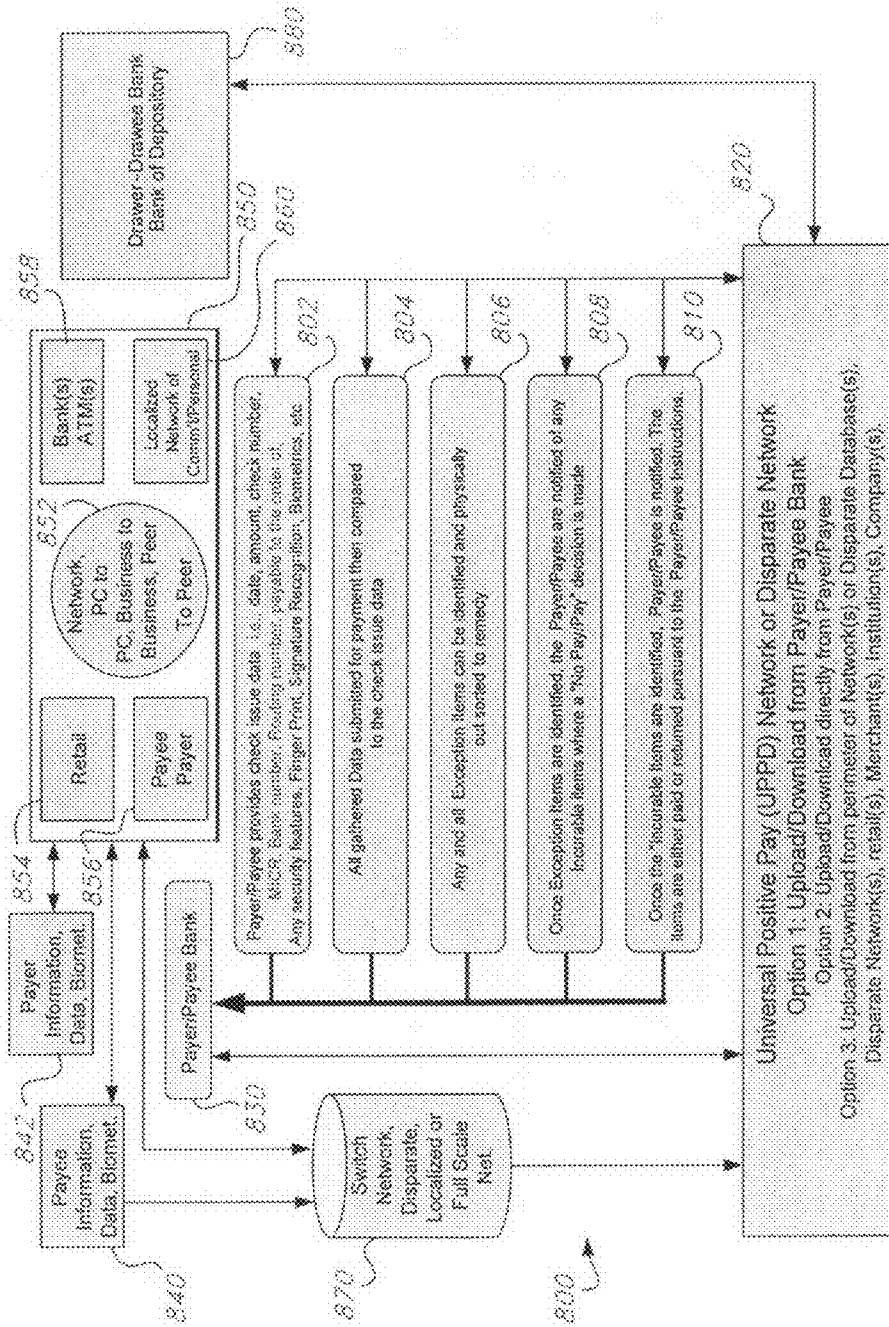 Payee
Information,
Data, Biomet.
840
Payer
Information,
Data, Biomet.
842
Retail
854
Payee
Payer
856
Network,
PC to
PC, Business to
Business, Peer
To Peer
852
Bank(s)
ATM(s)
858
Localized
Network of
Comm'l/Personal
860
850
Drawer-Drawee Bank
Bank of Depository
880
Payer/Payee Bank
830
Switch
Network,
Disparate,
Localized or
Full Scale
Net.
870
Payer/Payee provides check issue data i.e. date, amount, check number,
MICR, Bank number, Routing number, payable to the order of,
Any security features, Finger Print, Signature Recognition, Biometrics, etc
802
All gathered Data submitted for payment then compared
to the check issue data
804
Any and all Exception Items can be identified and physically
out sorted to remedy
806
Once Exception Items are identified, the Payer/Payee are notified of any
Incurable items where a "No Pay/Pay" decision is made
808
Once the "Incurable Items are identified, Payer/Payee is notified. The
Items are either paid or returned pursuant to the Payer/Payee Instructions.
810
800
Universal Positive Pay (UPPD) Network or Disparate Network
Option 1: Upload/Download from Payer/Payee Bank
Option 2: Upload/Download directly from Payer/Payee
Option 3: Upload/Download from perimeter of Network(s) or Disparate Database(s),
Disparate Network(s), retail(s), Merchant(s), Institution(s), Company(s).
820